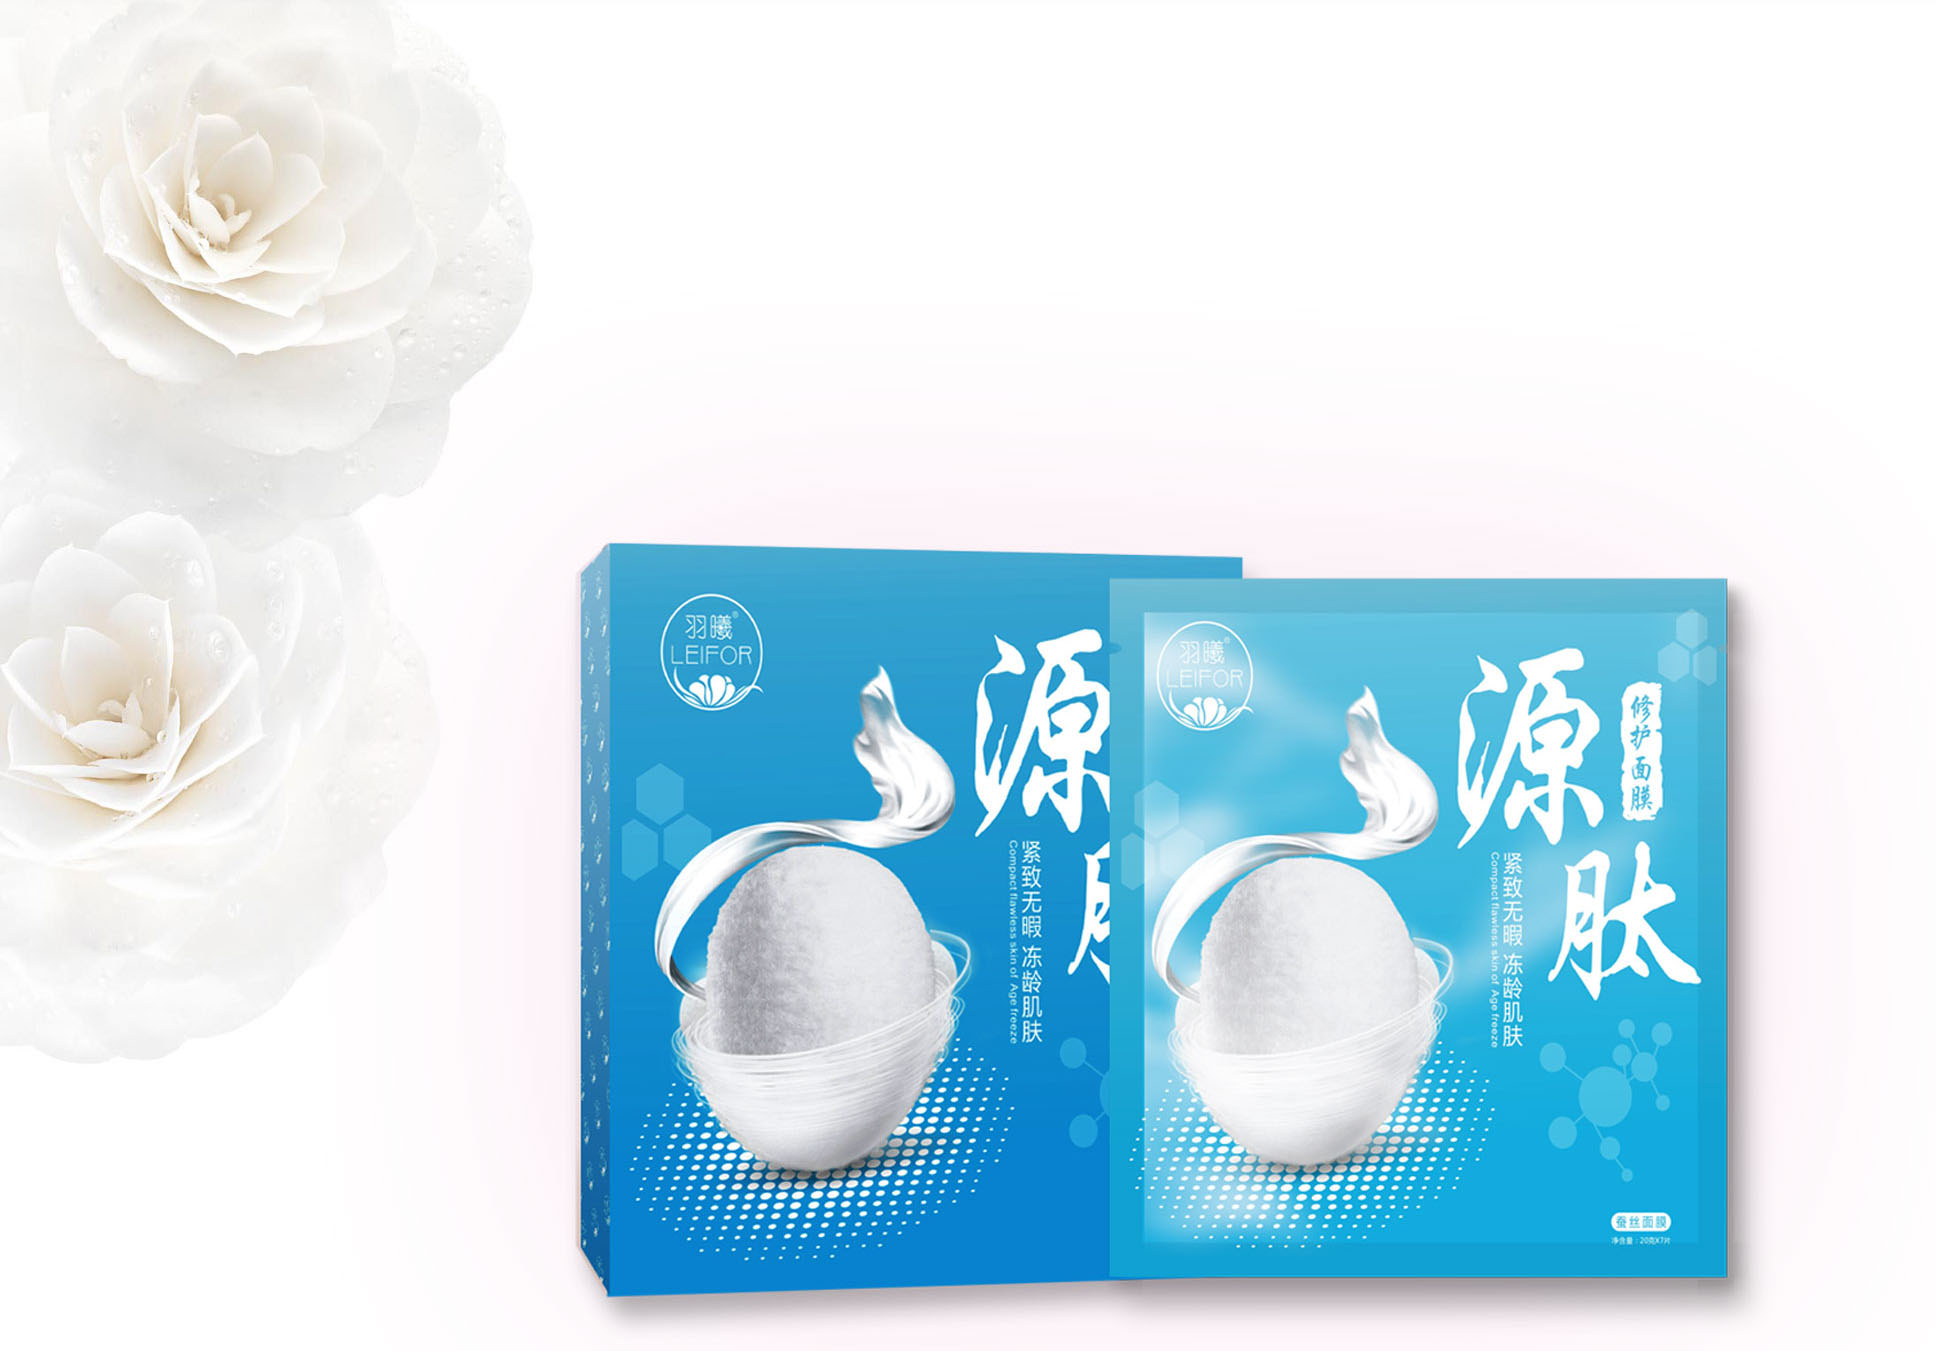 羽曦®
LEIFOR
源
紧致无暇 冻龄肌肤
Compact flawless skin of Age freeze
羽曦®
LEIFOR
源肽
修护面膜
紧致无暇 冻龄肌肤
Compact flawless skin of Age freeze
蚕丝面膜
净含量：20克X7片